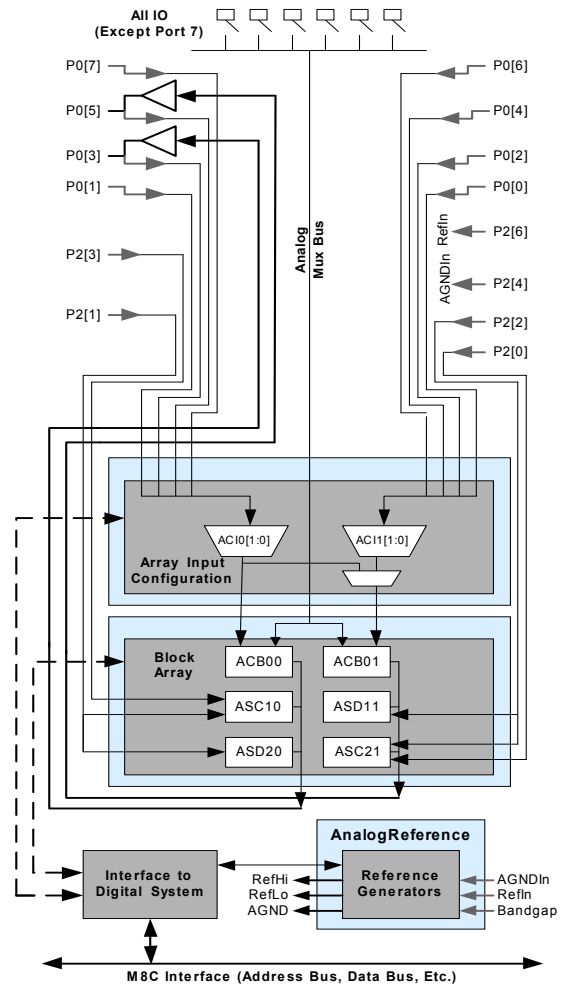 All IO
(Except Port 7)
P0[7]
P0[5]
P0[3]
P0[1]
P2[3]
P2[1]
Analog
Mux Bus
P0[6]
P0[4]
P0[2]
P0[0]
P2[6]
P2[4]
P2[2]
P2[0]
AGNDIn RefIn
ACI0[1:0]
ACI1[1:0]
Array Input
Configuration
Block
Array
ACB00
ACB01
ASC10
ASD11
ASD20
ASC21
AnalogReference
Interface to
Digital System
RefHi
RefLo
AGND
Reference
Generators
AGNDIn
RefIn
Bandgap
M8C Interface (Address Bus, Data Bus, Etc.)